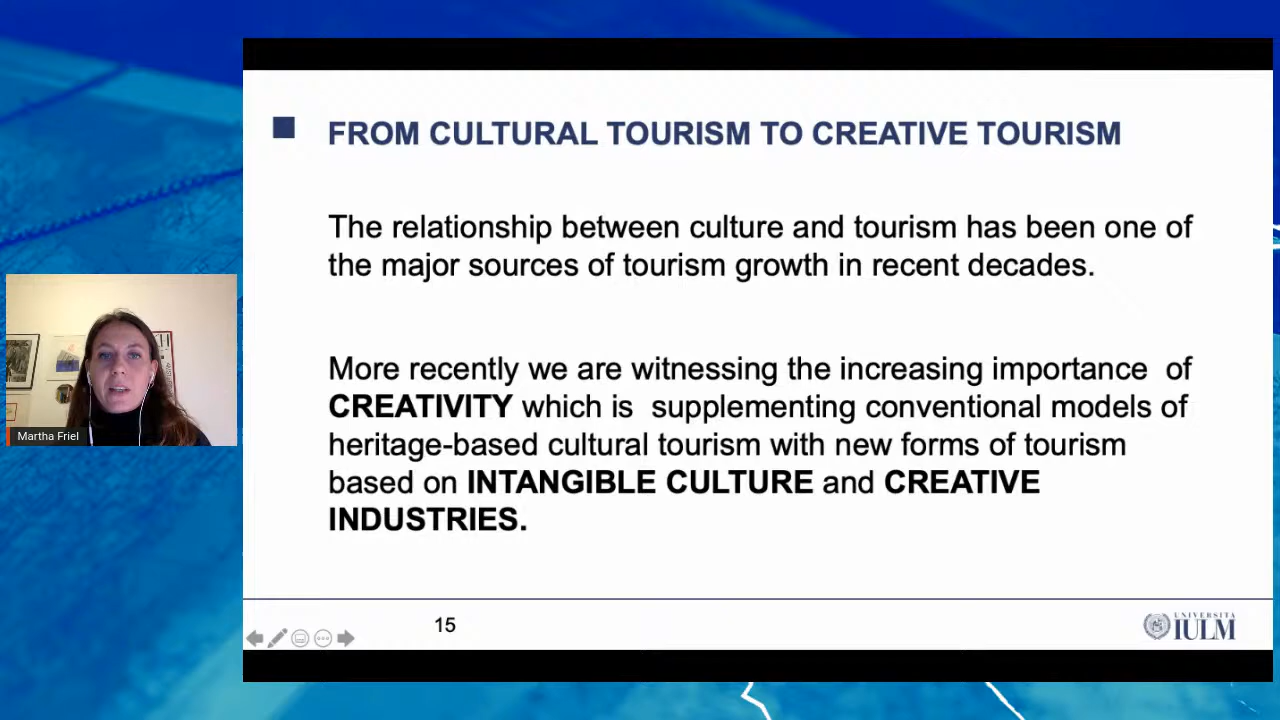 FROM CULTURAL TOURISM TO CREATIVE TOURISM
The relationship between culture and tourism has been one of
the major sources of tourism growth in recent decades.
More recently we are witnessing the increasing importance of
CREATIVITY which is supplementing conventional models of
heritage-based cultural tourism with new forms of tourism
based on INTANGIBLE CULTURE and CREATIVE
INDUSTRIES.
Martha Friel
15
UNIVERSITÀ
IULM